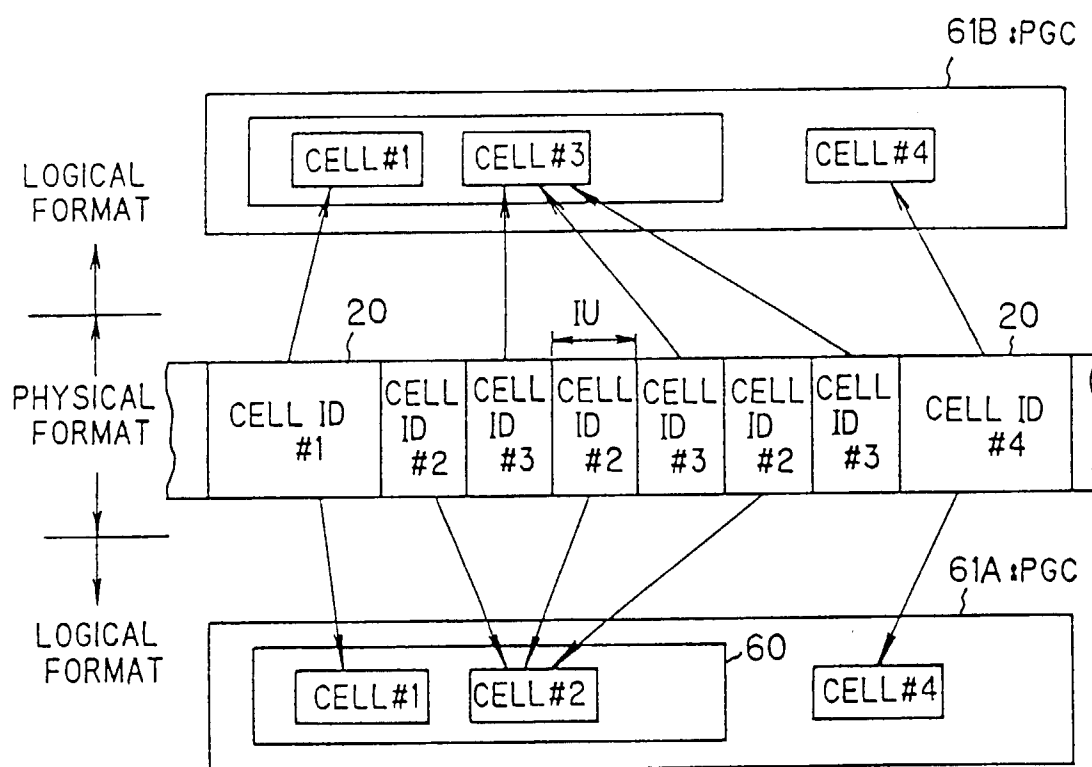 61B:PGC
CELL#1
CELL#3
CELL#4
LOGICAL
FORMAT
20
IU
20
PHYSICAL
FORMAT
CELL ID
#1
CELL
ID
#2
CELL
ID
#3
CELL
ID
#2
CELL
ID
#3
CELL
ID
#2
CELL
ID
#3
CELL ID
#4
61A:PGC
LOGICAL
FORMAT
60
CELL#1
CELL#2
CELL#4